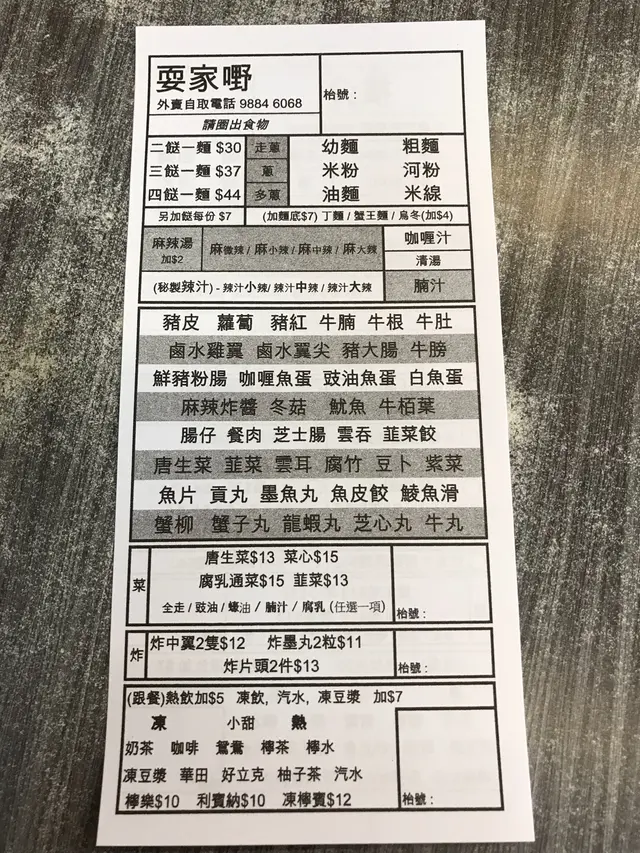 耍家嘢
外賣自取電話 9884 6068
枱號 :
請圈出食物
二餸一麵 $30 走蔥 幼麵 粗麵
三餸一麵 $37 蔥 米粉 河粉
四餸一麵 $44 多蔥 油麵 米線
另加餸每份 $7 (加麵底$7) 丁麵 / 蟹王麵 / 烏冬(加$4)
麻辣湯 加$2 麻微辣 / 麻小辣 / 麻中辣 / 麻大辣 咖喱汁
清湯
(秘製辣汁) - 辣汁小辣/ 辣汁中辣 / 辣汁大辣 腩汁
豬皮 蘿蔔 豬紅 牛腩 牛根 牛肚
鹵水雞翼 鹵水翼尖 豬大腸 牛膀
鮮豬粉腸 咖喱魚蛋 豉油魚蛋 白魚蛋
麻辣炸醬 冬菇 魷魚 牛栢葉
腸仔 餐肉 芝士腸 雲吞 韮菜餃
唐生菜 韮菜 雲耳 腐竹 豆卜 紫菜
魚片 貢丸 墨魚丸 魚皮餃 鯪魚滑
蟹柳 蟹子丸 龍蝦丸 芝心丸 牛丸
菜
唐生菜$13 菜心$15
腐乳通菜$15 韮菜$13
全走 / 豉油 / 蠔油 / 腩汁 / 腐乳 (任選一項)
枱號 :
炸
炸中翼2隻$12 炸墨丸2粒$11
炸片頭2件$13
枱號 :
(跟餐)熱飲加$5 凍飲, 汽水, 凍豆漿 加$7
凍 小甜 熱
奶茶 咖啡 鴛鴦 檸茶 檸水
凍豆漿 華田 好立克 柚子茶 汽水
檸樂$10 利賓納$10 凍檸賓$12
枱號 :